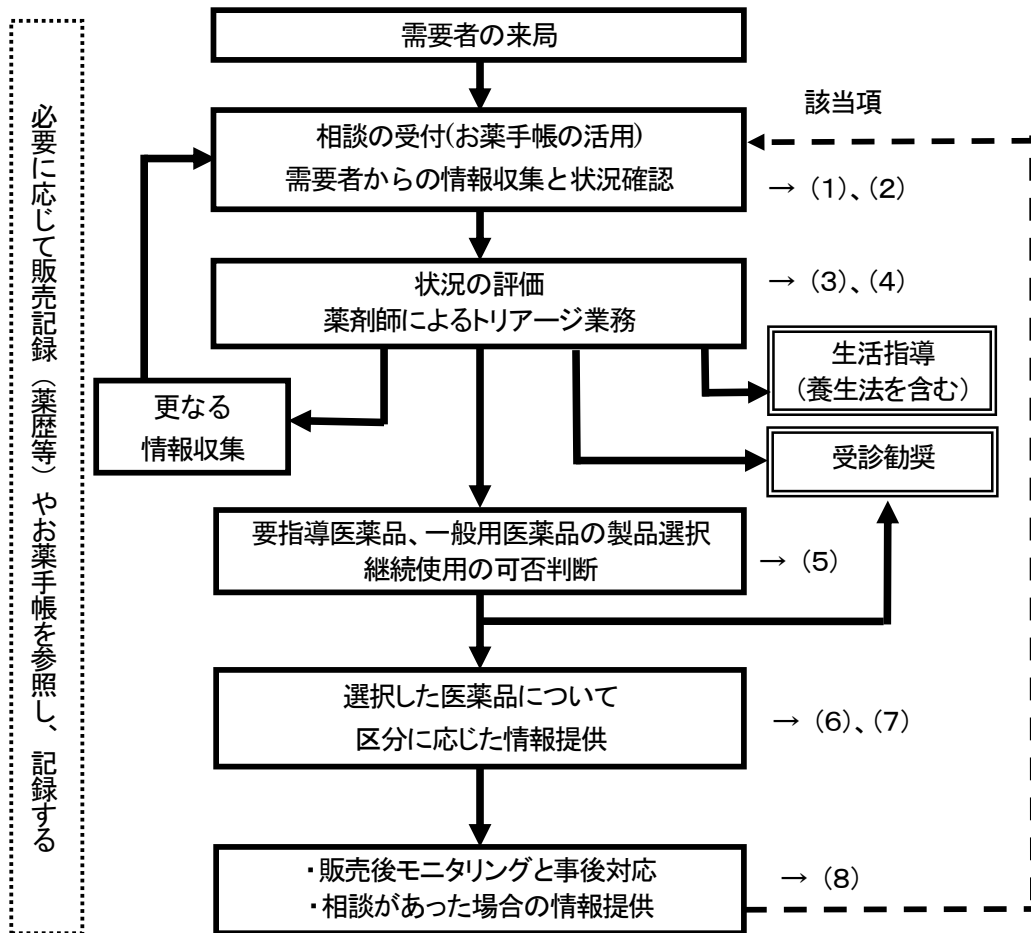 需要者の来局
該当項
相談の受付(お薬手帳の活用)
需要者からの情報収集と状況確認
→ (1)、(2)
状況の評価
薬剤師によるトリアージ業務
→ (3)、(4)
生活指導
(養生法を含む)
更なる
情報収集
受診勧奨
要指導医薬品、一般用医薬品の製品選択
継続使用の可否判断
→ (5)
選択した医薬品について
区分に応じた情報提供
→ (6)、(7)
・販売後モニタリングと事後対応
・相談があった場合の情報提供
→ (8)
必要に応じて販売記録(薬歴等)やお薬手帳を参照し、記録する